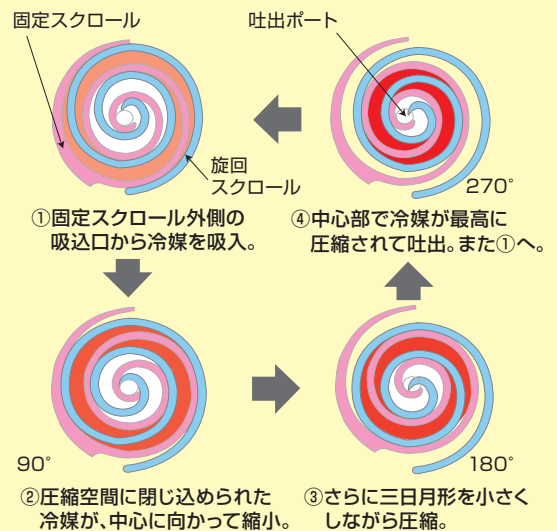 固定スクロール
吐出ポート
旋回
スクロール
①固定スクロール外側の
吸込口から冷媒を吸入。
270°
④中心部で冷媒が最高に
圧縮されて吐出。また①へ。
90°
②圧縮空間に閉じ込められた
冷媒が、中心に向かって縮小。
180°
③さらに三日月形を小さく
しながら圧縮。